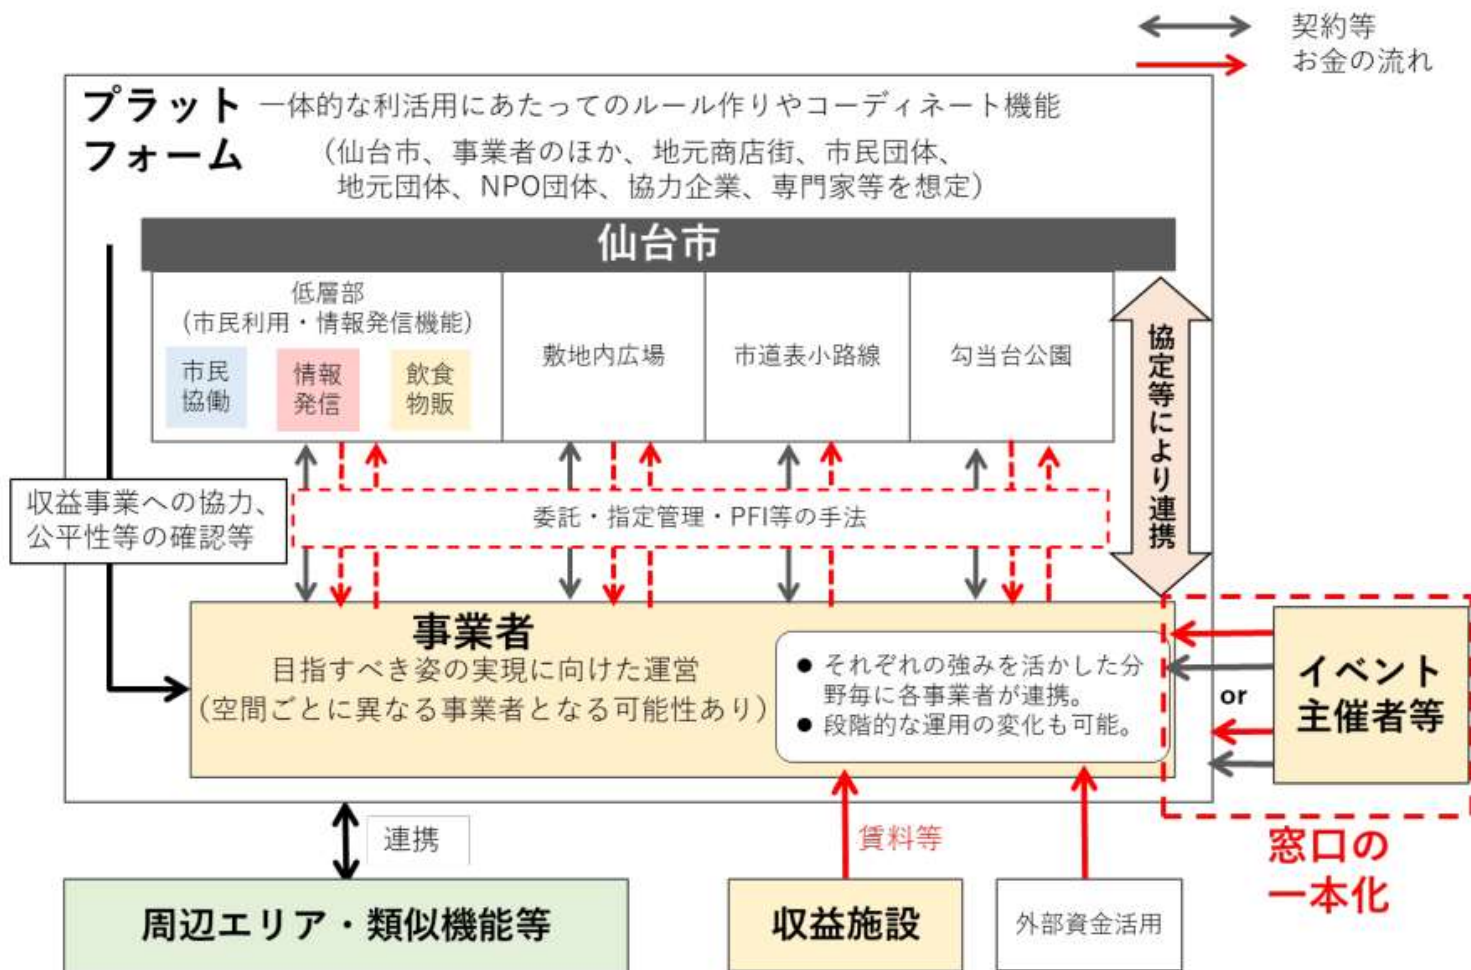 契約等
お金の流れ
プラット
フォーム
一体的な利活用にあたってのルール作りやコーディネート機能
（仙台市、事業者のほか、地元商店街、市民団体、
地元団体、NPO団体、協力企業、専門家等を想定）
仙台市
低層部
(市民利用・情報発信機能)
市民
協働
情報
発信
飲食
物販
敷地内広場
市道表小路線
勾当台公園
協定等により連携
収益事業への協力、
公平性等の確認等
委託・指定管理・PFI等の手法
事業者
目指すべき姿の実現に向けた運営
(空間ごとに異なる事業者となる可能性あり)
● それぞれの強みを活かした分
野毎に各事業者が連携。
● 段階的な運用の変化も可能。
or
イベント
主催者等
窓口の
一本化
連携
賃料等
周辺エリア・類似機能等
収益施設
外部資金活用